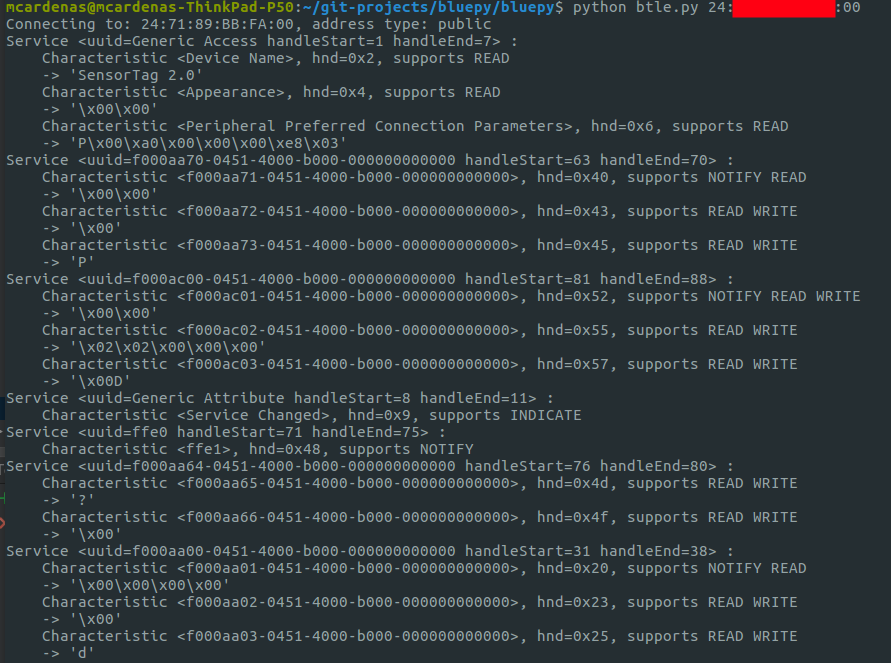 mcardenas@mcardenas-ThinkPad-P50:~/git-projects/bluepy/bluepy$ python btle.py 24: :00
Connecting to: 24:71:89:BB:FA:00, address type: public
Service <uuid=Generic Access handleStart=1 handleEnd=7> :
    Characteristic <Device Name>, hnd=0x2, supports READ
    -> 'SensorTag 2.0'
    Characteristic <Appearance>, hnd=0x4, supports READ
    -> '\x00\x00'
    Characteristic <Peripheral Preferred Connection Parameters>, hnd=0x6, supports READ
    -> 'P\x00\xa0\x00\x00\x00\xe8\x03'
Service <uuid=f000aa70-0451-4000-b000-000000000000 handleStart=63 handleEnd=70> :
    Characteristic <f000aa71-0451-4000-b000-000000000000>, hnd=0x40, supports NOTIFY READ
    -> '\x00\x00'
    Characteristic <f000aa72-0451-4000-b000-000000000000>, hnd=0x43, supports READ WRITE
    -> '\x00'
    Characteristic <f000aa73-0451-4000-b000-000000000000>, hnd=0x45, supports READ WRITE
    -> 'P'
Service <uuid=f000ac00-0451-4000-b000-000000000000 handleStart=81 handleEnd=88> :
    Characteristic <f000ac01-0451-4000-b000-000000000000>, hnd=0x52, supports NOTIFY READ WRITE
    -> '\x00\x00'
    Characteristic <f000ac02-0451-4000-b000-000000000000>, hnd=0x55, supports READ WRITE
    -> '\x02\x02\x00\x00\x00'
    Characteristic <f000ac03-0451-4000-b000-000000000000>, hnd=0x57, supports READ WRITE
    -> '\x00D'
Service <uuid=Generic Attribute handleStart=8 handleEnd=11> :
    Characteristic <Service Changed>, hnd=0x9, supports INDICATE
Service <uuid=ffe0 handleStart=71 handleEnd=75> :
    Characteristic <ffe1>, hnd=0x48, supports NOTIFY
Service <uuid=f000aa64-0451-4000-b000-000000000000 handleStart=76 handleEnd=80> :
    Characteristic <f000aa65-0451-4000-b000-000000000000>, hnd=0x4d, supports READ WRITE
    -> '?'
    Characteristic <f000aa66-0451-4000-b000-000000000000>, hnd=0x4f, supports READ WRITE
    -> '\x00'
Service <uuid=f000aa00-0451-4000-b000-000000000000 handleStart=31 handleEnd=38> :
    Characteristic <f000aa01-0451-4000-b000-000000000000>, hnd=0x20, supports NOTIFY READ
    -> '\x00\x00\x00\x00'
    Characteristic <f000aa02-0451-4000-b000-000000000000>, hnd=0x23, supports READ WRITE
    -> '\x00'
    Characteristic <f000aa03-0451-4000-b000-000000000000>, hnd=0x25, supports READ WRITE
    -> 'd'